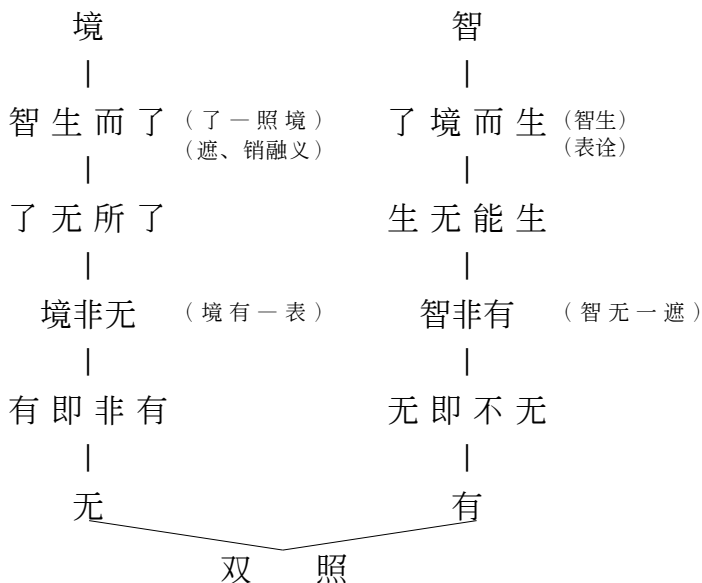 境 智
智生而了 （了—照境） 了境而生 （智生）
（遮、销融义） （表诠）
了无所了 生无能生
境非无 （境有—表） 智非有 （智无一遮）
有即非有 无即不无
无 有
双 照